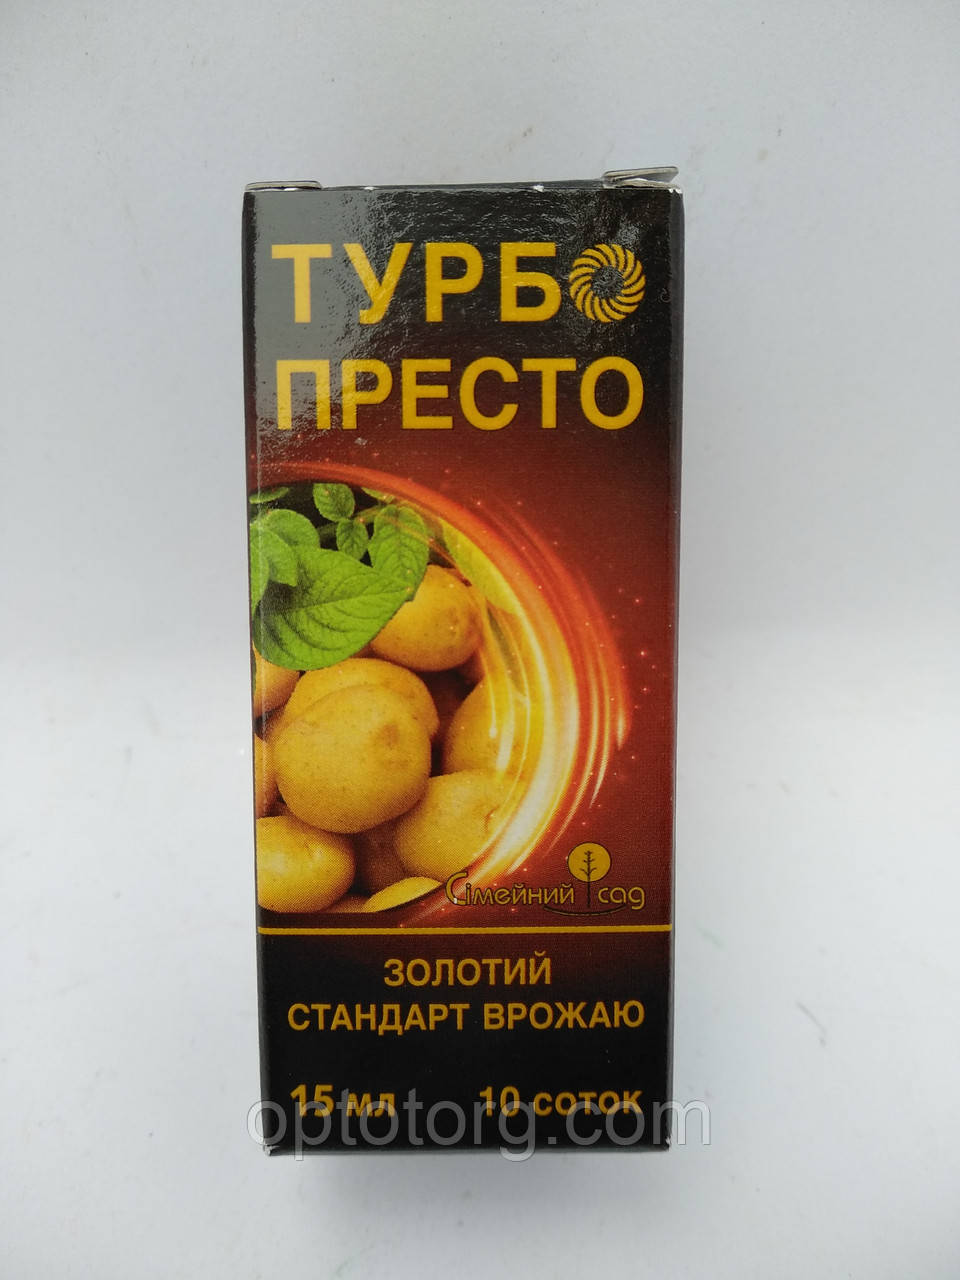 ТУРБО
ПРЕСТО
Сімейний сад
ЗОЛОТИЙ
СТАНДАРТ ВРОЖАЮ
15 мл 10 соток
optotorg.com